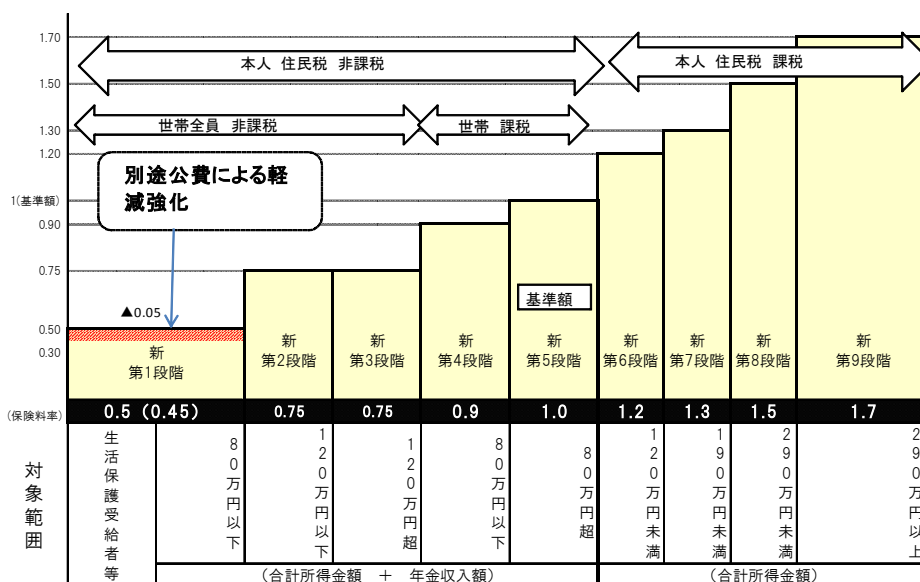 1.70
1.50
1.30
1.20
1(基準額)
0.90
0.75
0.50
0.30
本人 住民税 非課税
本人 住民税 課税
世帯全員 非課税
世帯 課税
別途公費による軽
減強化
▲0.05
基準額
新
第1段階
新
第2段階
新
第3段階
新
第4段階
新
第5段階
新
第6段階
新
第7段階
新
第8段階
新
第9段階
(保険料率)
0.5 (0.45)
0.75
0.75
0.9
1.0
1.2
1.3
1.5
1.7
対象範囲
生活保護受給者等
80万円以下
120万円以下
120万円超
80万円以下
80万円超
120万円未満
190万円未満
290万円未満
290万円以上
(合計所得金額 + 年金収入額)
(合計所得金額)